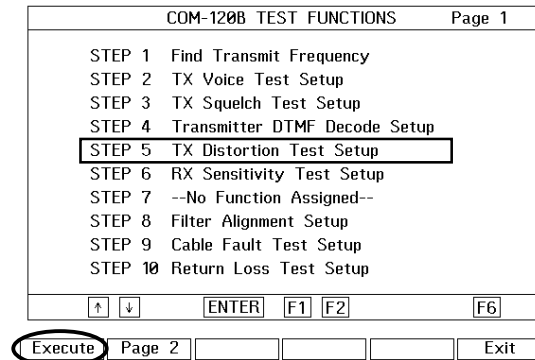 COM-120B TEST FUNCTIONS Page 1
STEP 1 Find Transmit Frequency
STEP 2 TX Voice Test Setup
STEP 3 TX Squelch Test Setup
STEP 4 Transmitter DTMF Decode Setup
STEP 5 TX Distortion Test Setup
STEP 6 RX Sensitivity Test Setup
STEP 7 --No Function Assigned--
STEP 8 Filter Alignment Setup
STEP 9 Cable Fault Test Setup
STEP 10 Return Loss Test Setup
↑ ↓ ENTER F1 F2 F6
Execute Page 2 Exit